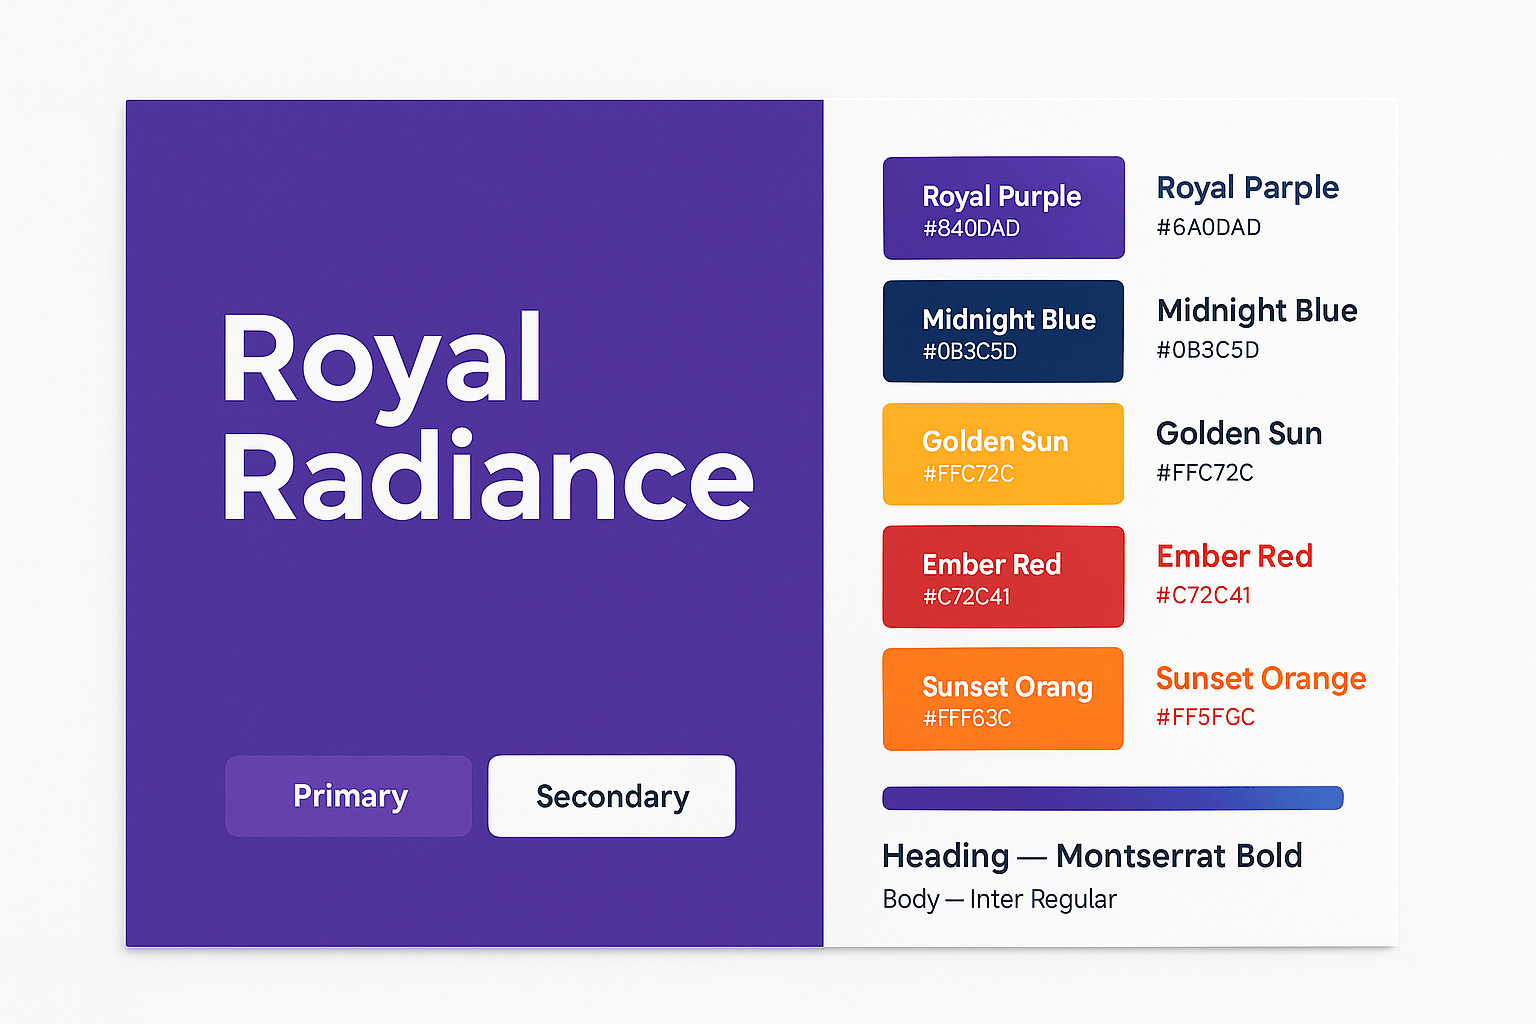 Royal
Radiance
Primary
Secondary
Royal Purple
#840DAD
Royal Parple
#6A0DAD
Midnight Blue
#0B3C5D
Midnight Blue
#0B3C5D
Golden Sun
#FFC72C
Golden Sun
#FFC72C
Ember Red
#C72C41
Ember Red
#C72C41
Sunset Orang
#FFF63C
Sunset Orange
#FF5FGC
Heading — Montserrat Bold
Body — Inter Regular